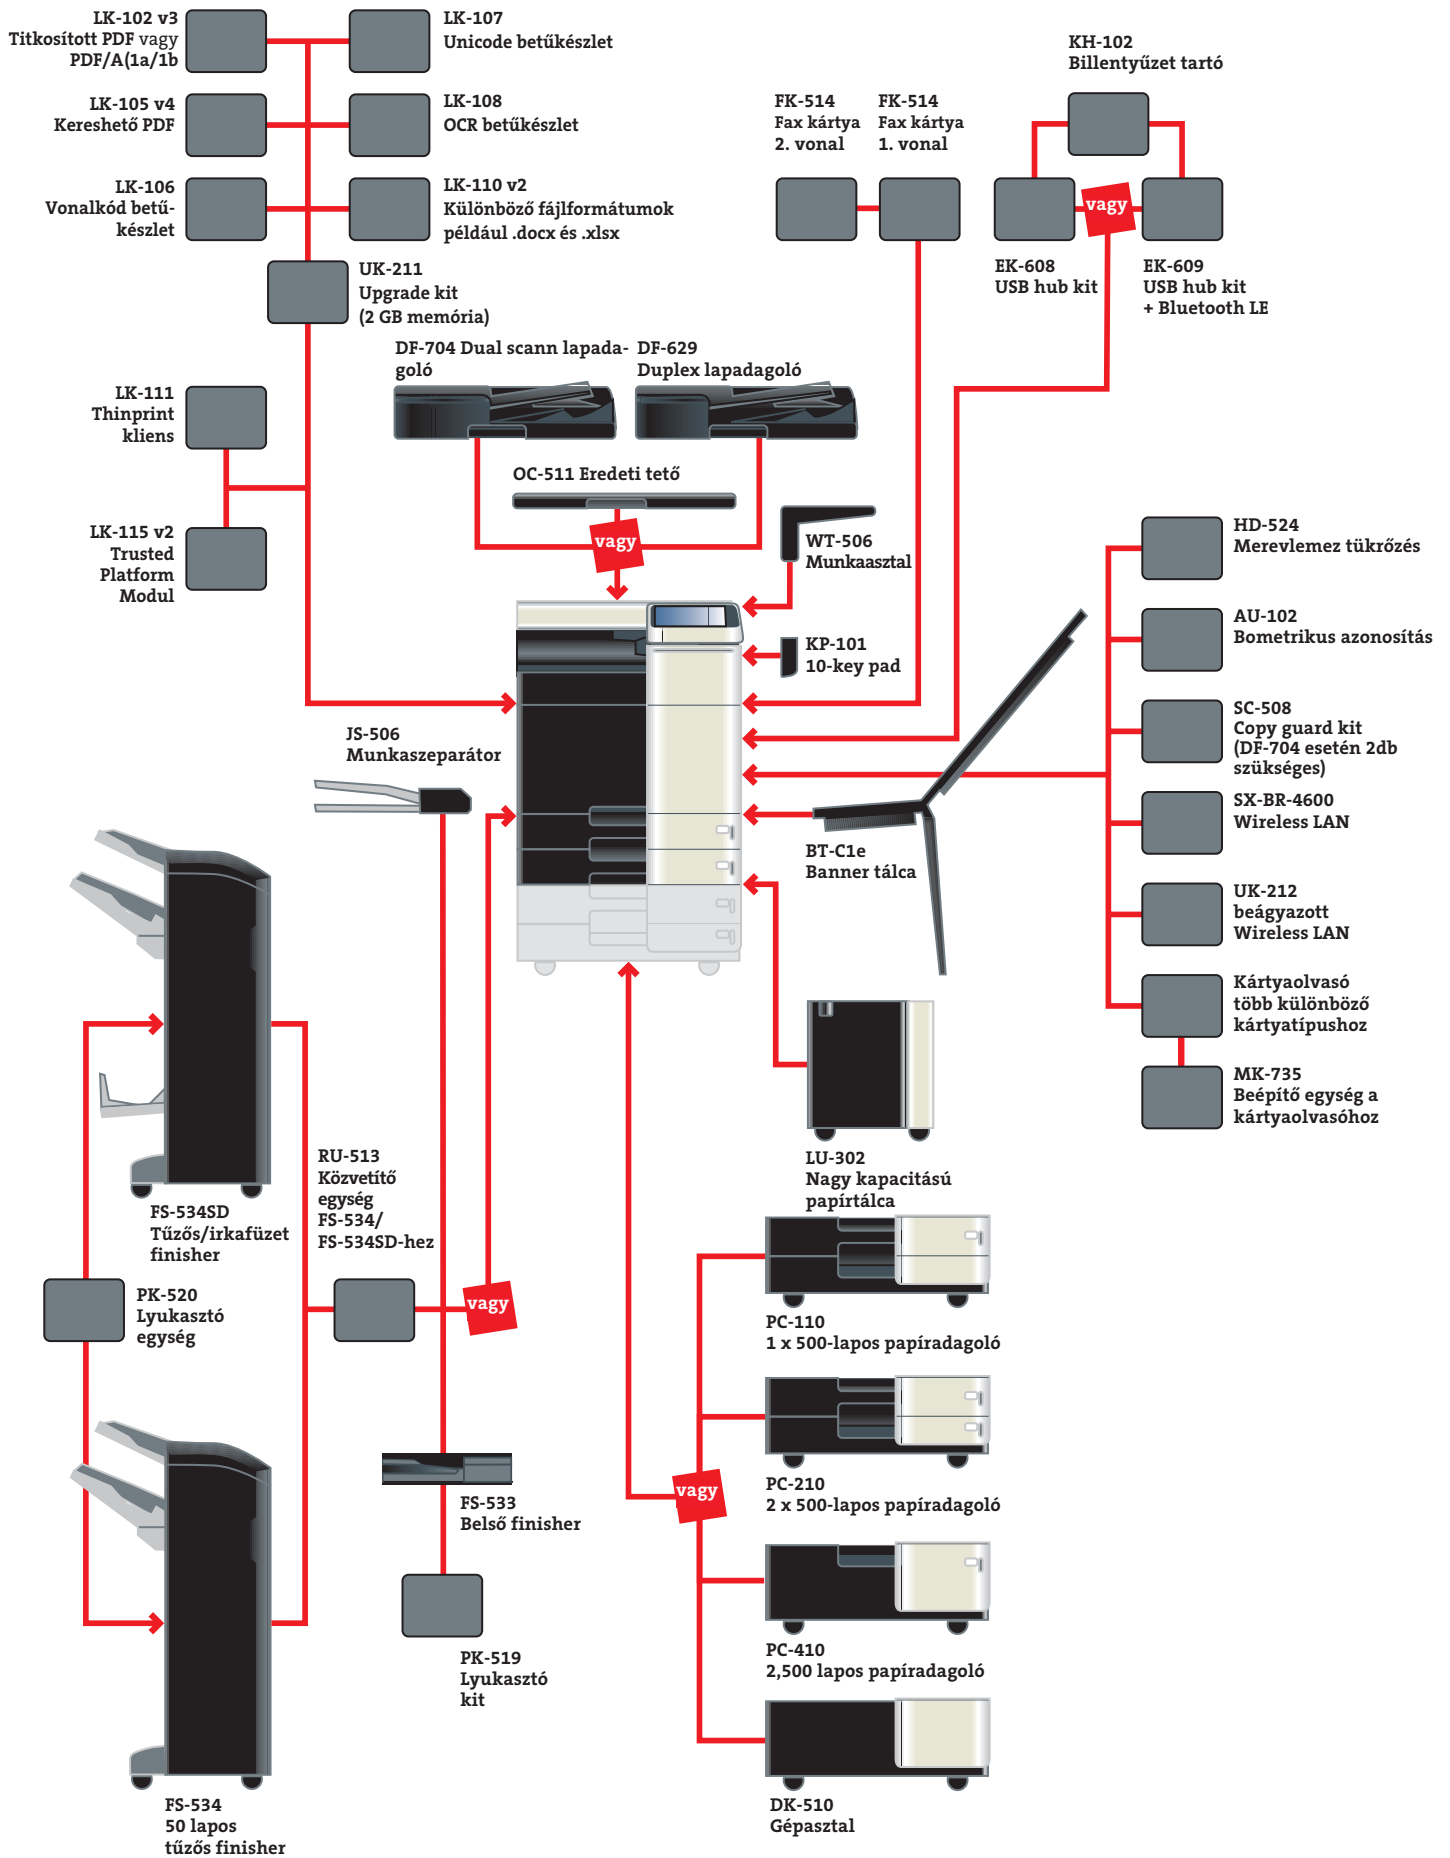 LK-102 v3
Titkosított PDF vagy
PDF/A(1a/1b
LK-107
Unicode betűkészlet
LK-105 v4
Kereshető PDF
LK-108
OCR betűkészlet
LK-106
Vonalkód betű-
készlet
LK-110 v2
Különböző fájlformátumok
például .docx és .xlsx
UK-211
Upgrade kit
(2 GB memória)
LK-111
Thinprint
kliens
LK-115 v2
Trusted
Platform
Modul
DF-704 Dual scann lapada-
goló
DF-629
Duplex lapadagoló
OC-511 Eredeti tető
vagy
FK-514
Fax kártya
2. vonal
FK-514
Fax kártya
1. vonal
KH-102
Billentyűzet tartó
vagy
EK-608
USB hub kit
EK-609
USB hub kit
+ Bluetooth LE
WT-506
Munkaasztal
KP-101
10-key pad
HD-524
Merevlemez tükrőzés
AU-102
Bometrikus azonosítás
SC-508
Copy guard kit
(DF-704 esetén 2db
szükséges)
SX-BR-4600
Wireless LAN
UK-212
beágyazott
Wireless LAN
Kártyaolvasó
több különböző
kártyatípushoz
MK-735
Beépítő egység a
kártyaolvasóhoz
JS-506
Munkaszeparátor
BT-C1e
Banner tálca
LU-302
Nagy kapacitású
papírtálca
FS-534SD
Tűzős/irkafüzet
finisher
RU-513
Közvetítő
egység
FS-534/
FS-534SD-hez
PK-520
Lyukasztó
egység
vagy
FS-533
Belső finisher
PK-519
Lyukasztó
kit
FS-534
50 lapos
tűzős finisher
PC-110
1 x 500-lapos papíradagoló
PC-210
2 x 500-lapos papíradagoló
vagy
PC-410
2,500 lapos papíradagoló
DK-510
Gépasztal